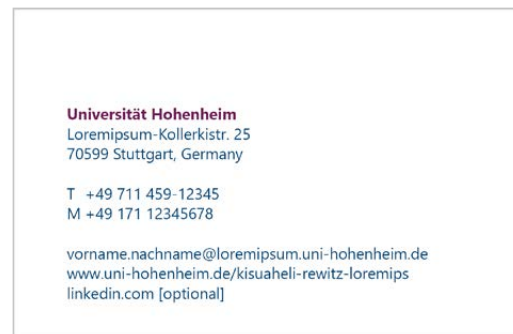 Universität Hohenheim
Loremipsum-Kollerkistr. 25
70599 Stuttgart, Germany
T +49 711 459-12345
M +49 171 12345678
vorname.nachname@loremipsum.uni-hohenheim.de
www.uni-hohenheim.de/kisuaheli-rewitz-loremips
linkedin.com [optional]